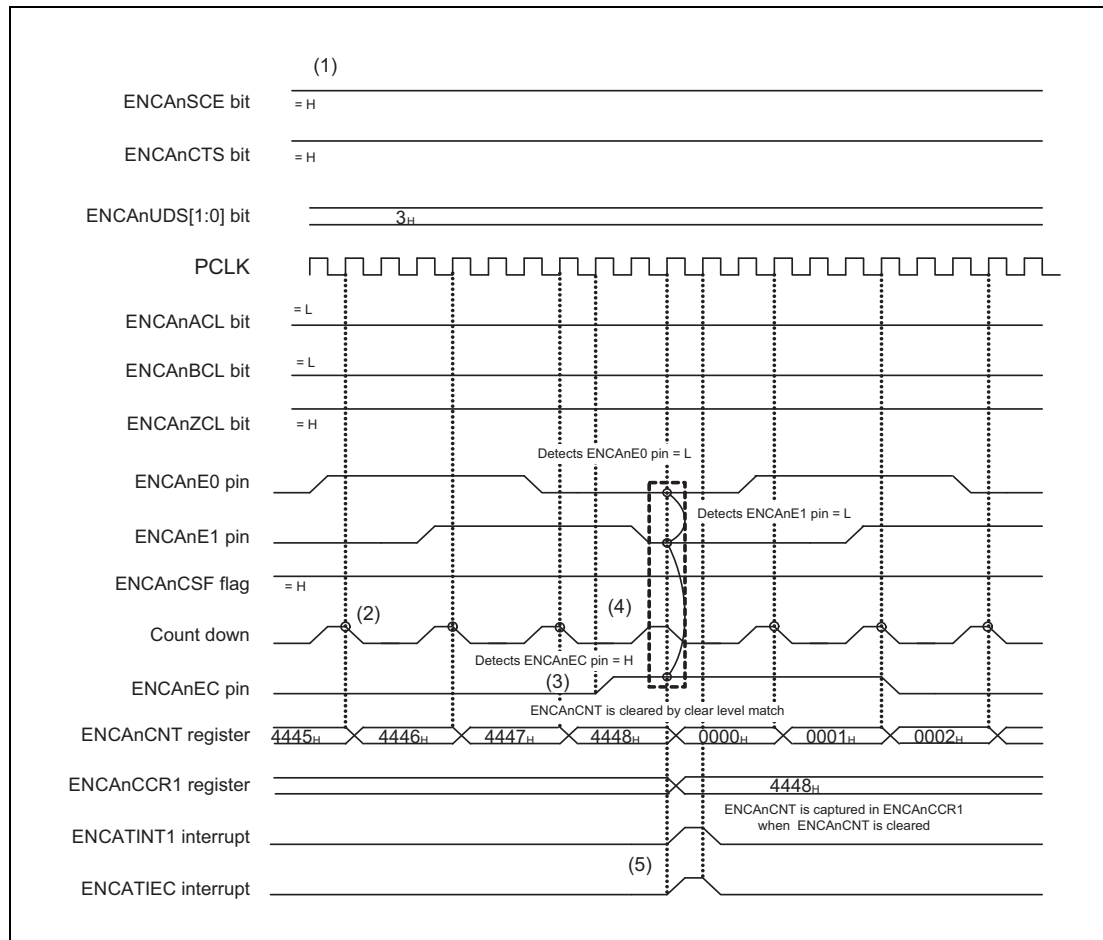 (1)
ENCAnSCE bit = H
ENCAnCTS bit = H
ENCAnUDS[1:0] bit 3H
PCLK
ENCAnACL bit = L
ENCAnBCL bit = L
ENCAnZCL bit = H
Detects ENCAnE0 pin = L
ENCAnE0 pin
Detects ENCAnE1 pin = L
ENCAnE1 pin
ENCAnCSF flag = H
(2) (4)
Count down
Detects ENCAnEC pin = H
(3)
ENCAnEC pin
ENCAnCNT is cleared by clear level match
ENCAnCNT register 4445H 4446H 4447H 4448H 0000H 0001H 0002H
ENCAnCCR1 register 4448H
ENCAnCNT is captured in ENCAnCCR1
when ENCAnCNT is cleared
ENCATINT1 interrupt
(5)
ENCATIEC interrupt